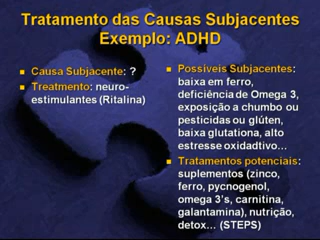 Tratamento das Causas Subjacentes
Exemplo: ADHD
Causa Subjacente: ?
Treatmento: neuro-
estimulantes (Ritalina)
Possíveis Subjacentes:
baixa em ferro,
deficiência de Omega 3,
exposição a chumbo ou
pesticidas ou glúten,
baixa glutationa, alto
estresse oxidadtivo...
Tratamentos potenciais:
suplementos (zinco,
ferro, pycnogenol,
omega 3's, carnitina,
galantamina), nutrição,
detox... (STEPS)